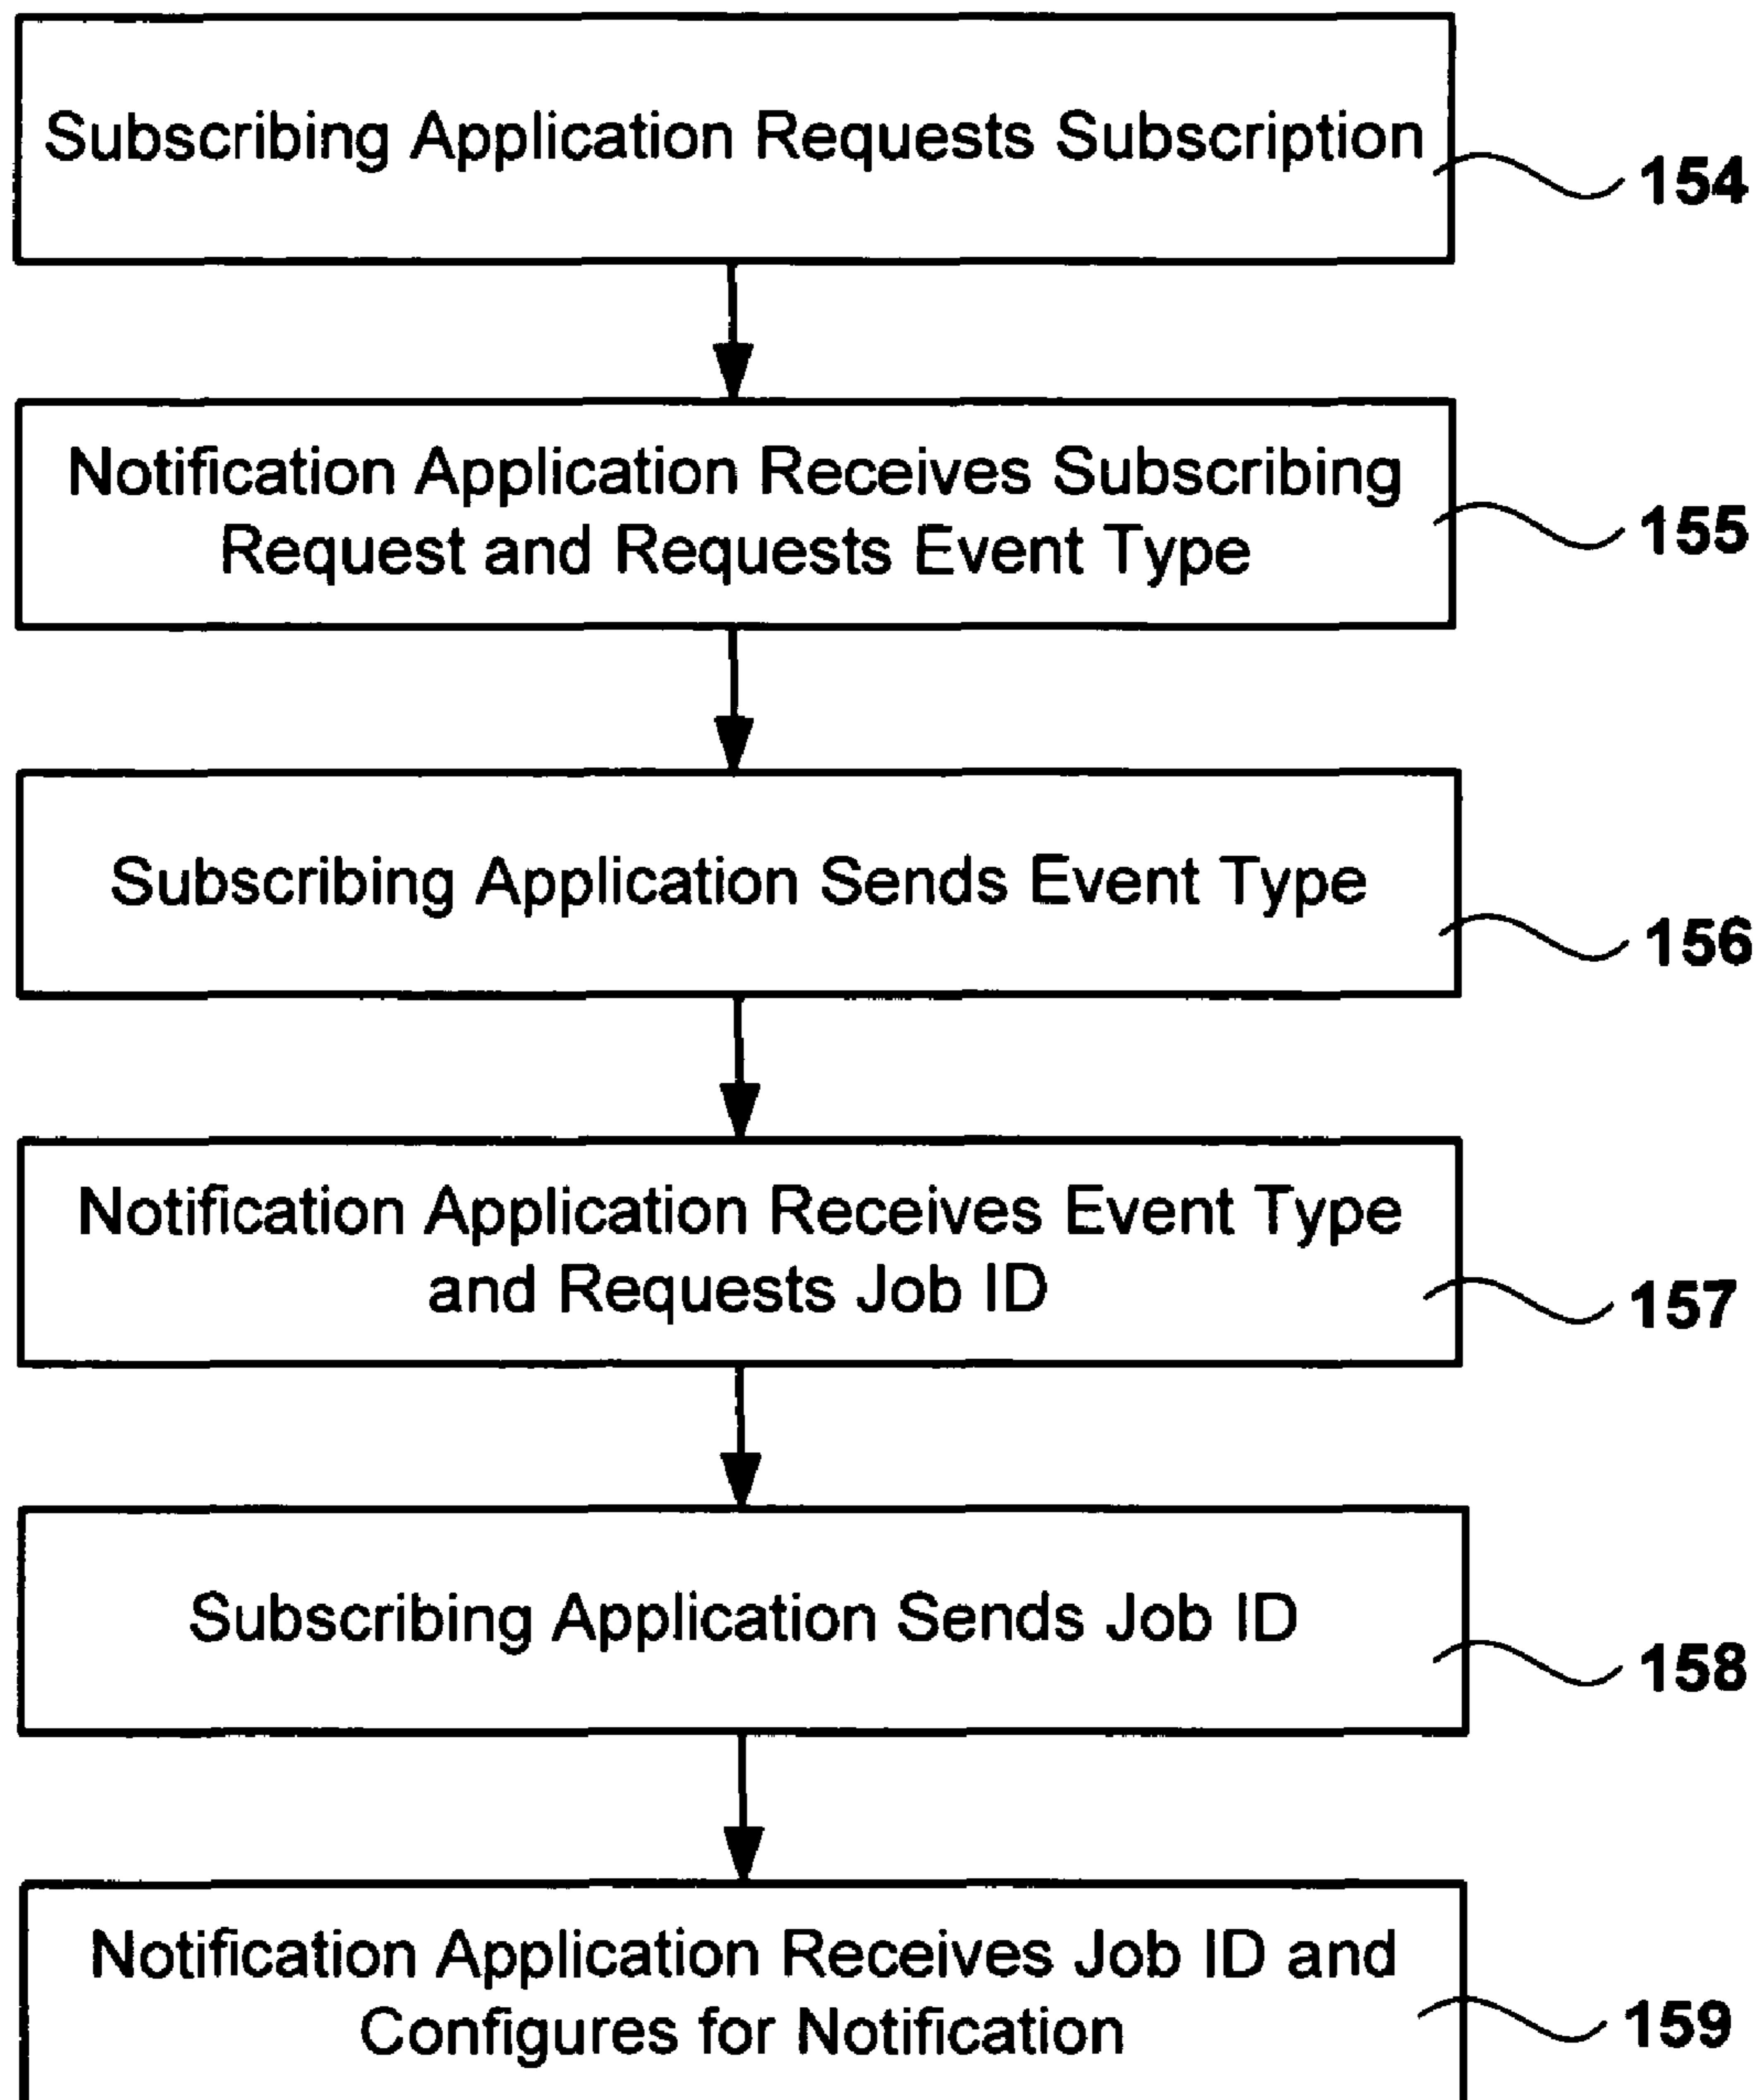 Subscribing Application Requests Subscription
154
Notification Application Receives Subscribing
Request and Requests Event Type
155
Subscribing Application Sends Event Type
156
Notification Application Receives Event Type
and Requests Job ID
157
Subscribing Application Sends Job ID
158
Notification Application Receives Job ID and
Configures for Notification
159